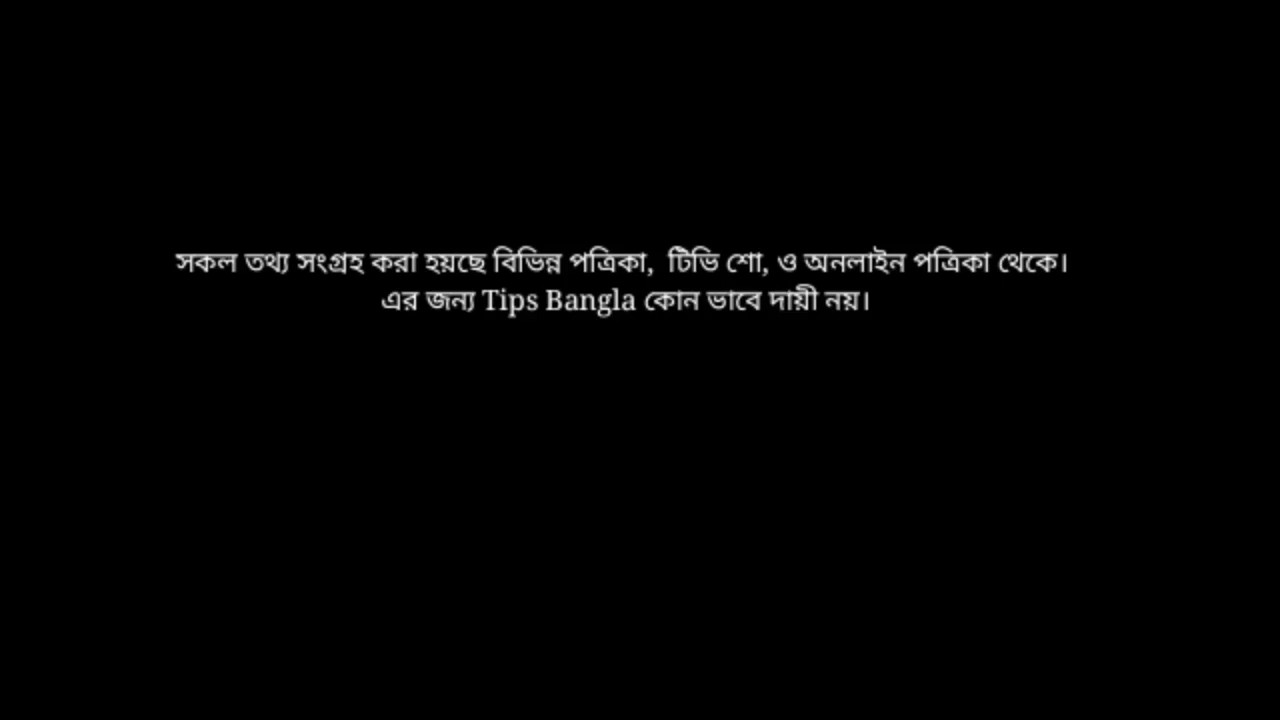 সকল তথ্য সংগ্রহ করা হয়ছে বিভিন্ন পত্রিকা, টিভি শো, ও অনলাইন পত্রিকা থেকে।
এর জন্য Tips Bangla কোন ভাবে দায়ী নয়।